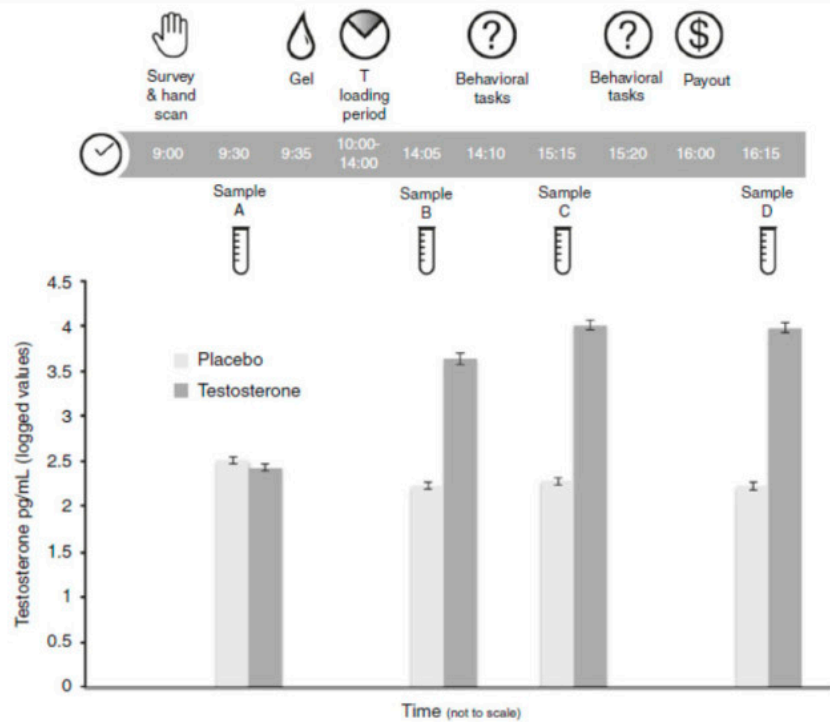 Survey
& hand
scan
Gel
T
loading
period
Behavioral
tasks
Behavioral
tasks
Payout
?
?
$
9:00 9:30 9:35 10:00-
14:00 14:05 14:10 15:15 15:20 16:00 16:15
Sample
A
Sample
B
Sample
C
Sample
D
Testosterone pg/mL (logged values)
4.5
4
3.5
3
2.5
2
1.5
1
0.5
0
Placebo
Testosterone
Time (not to scale)